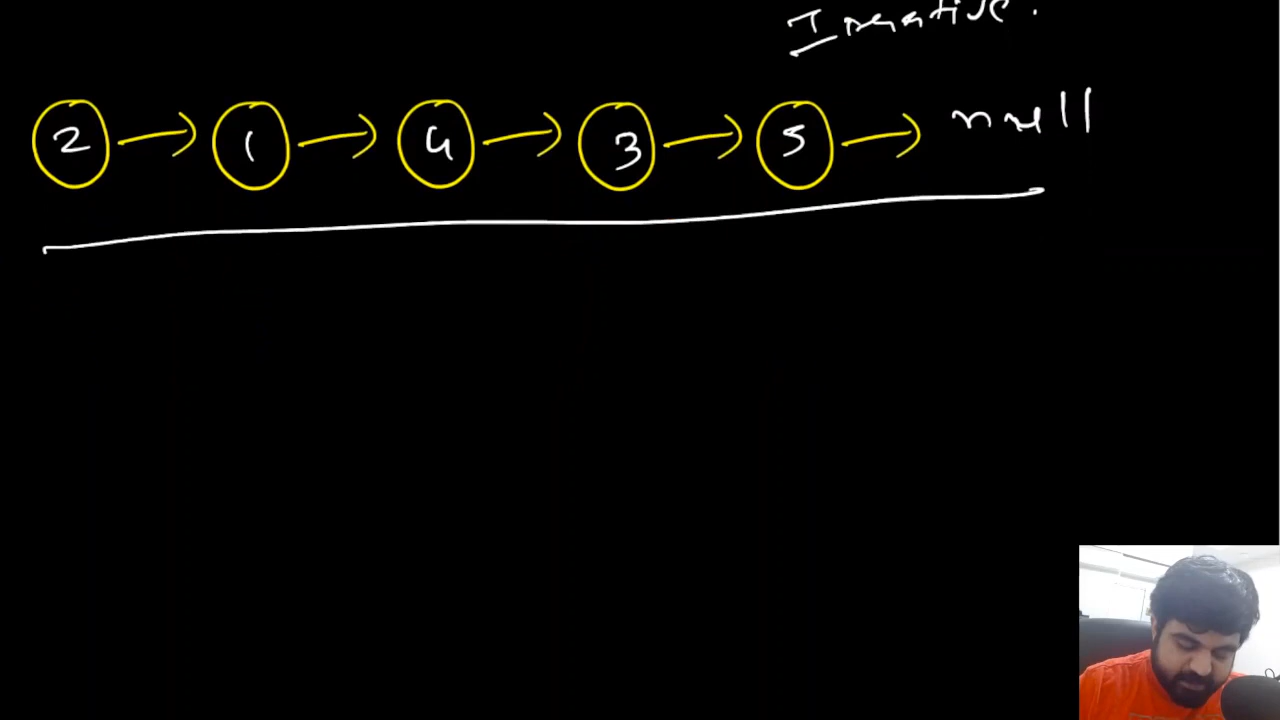 Iterative.
2 → 1 → 4 → 3 → 5 → null